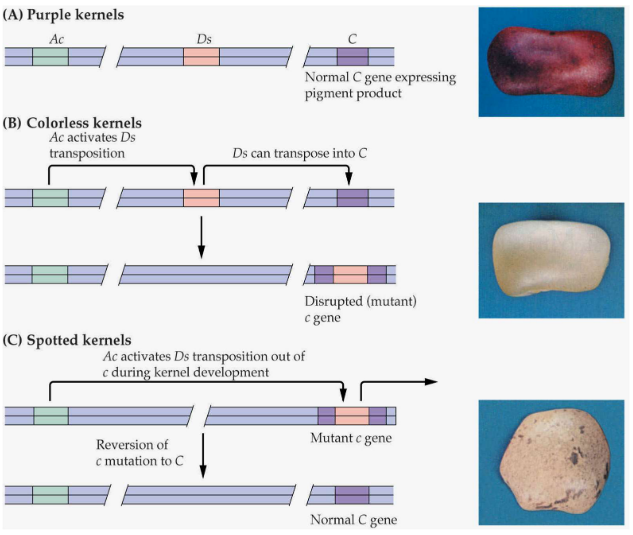 (A) Purple kernels
Ac Ds C
Normal C gene expressing
pigment product
(B) Colorless kernels
Ac activates Ds
transposition
Ds can transpose into C
Disrupted (mutant)
c gene
(C) Spotted kernels
Ac activates Ds transposition out of
c during kernel development
Mutant c gene
Reversion of
c mutation to C
Normal C gene